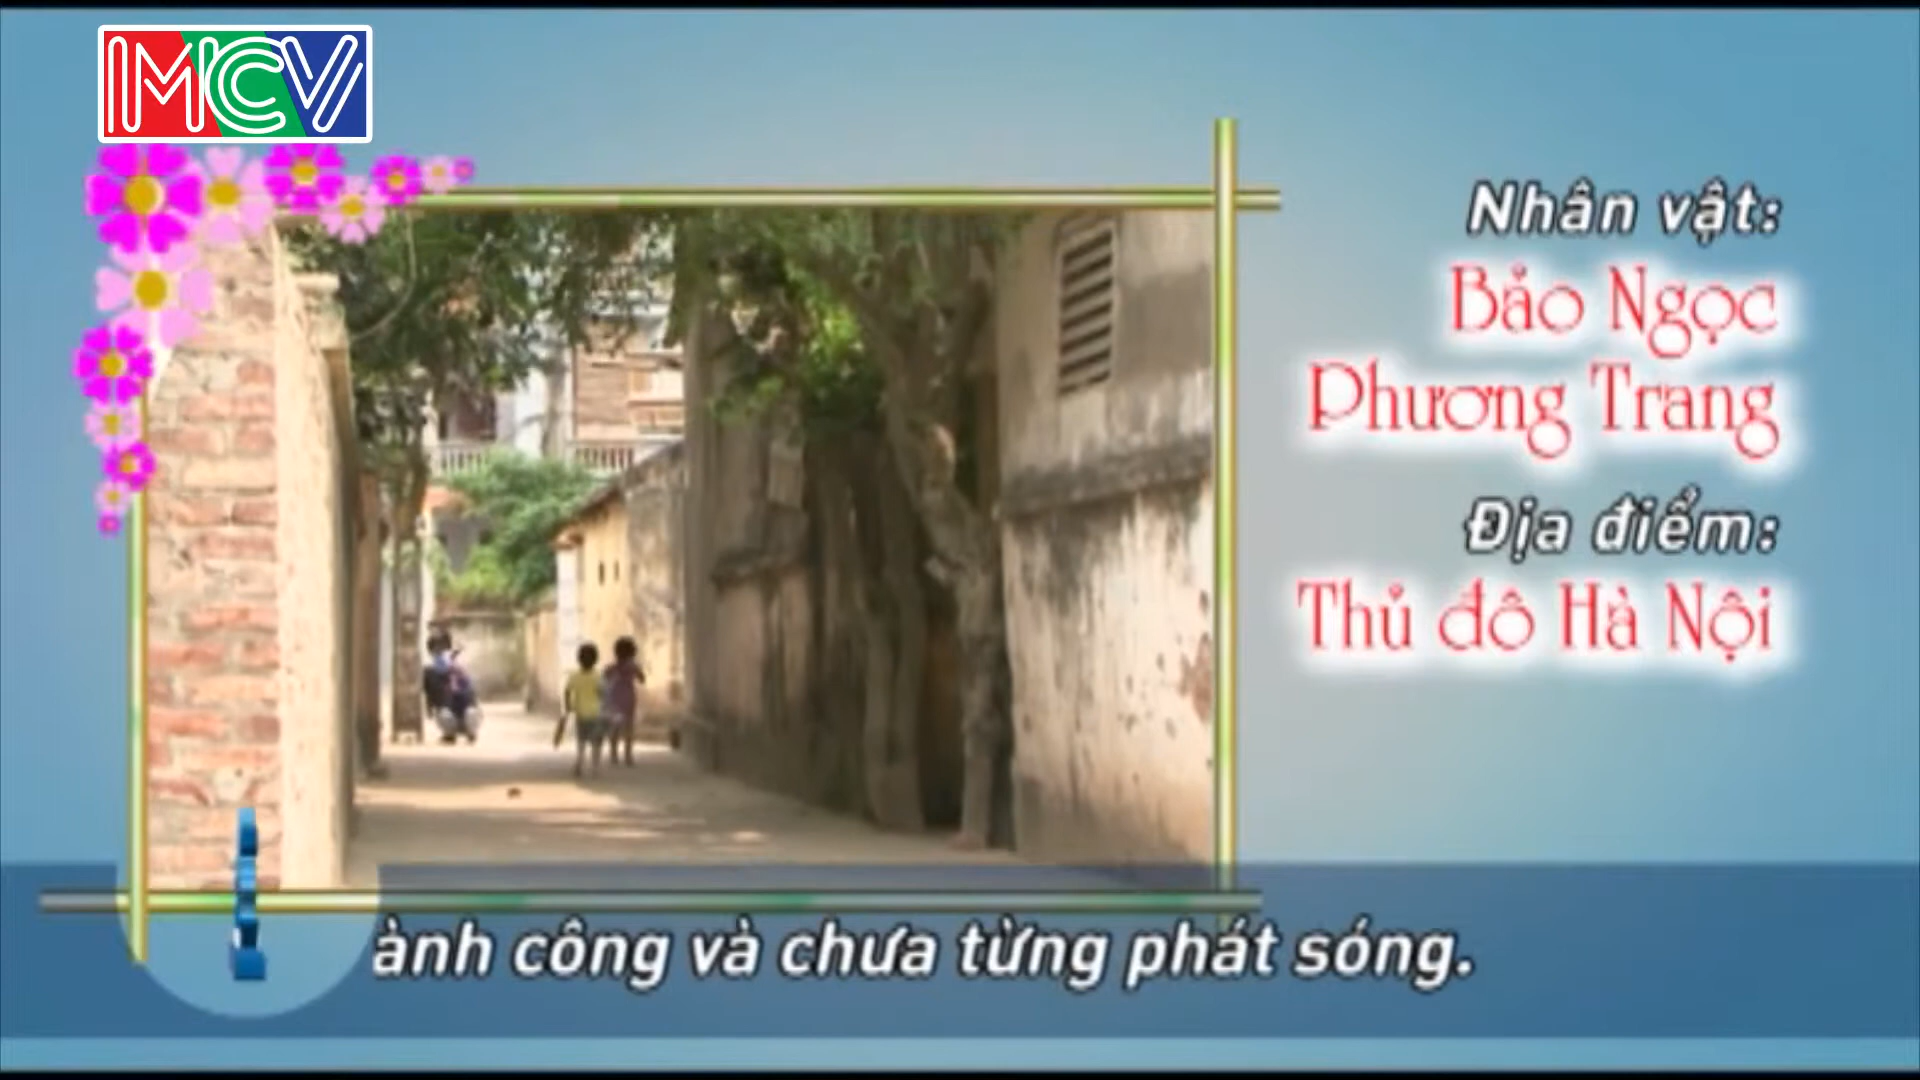 MCV
Nhân vật:
Bảo Ngọc
Phương Trang
Địa điểm:
Thủ đô Hà Nội
ành công và chưa từng phát sóng.